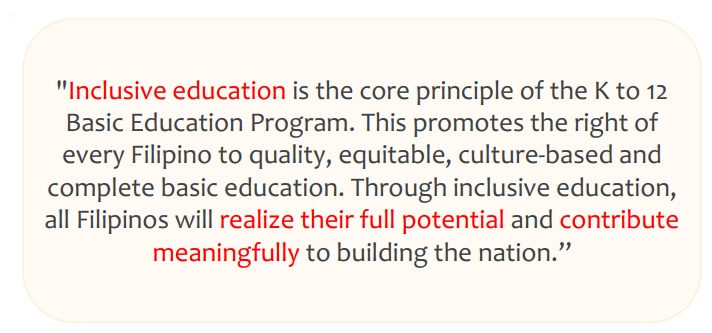 "Inclusive education is the core principle of the K to 12
Basic Education Program. This promotes the right of
every Filipino to quality, equitable, culture-based and
complete basic education. Through inclusive education,
all Filipinos will realize their full potential and contribute
meaningfully to building the nation.”